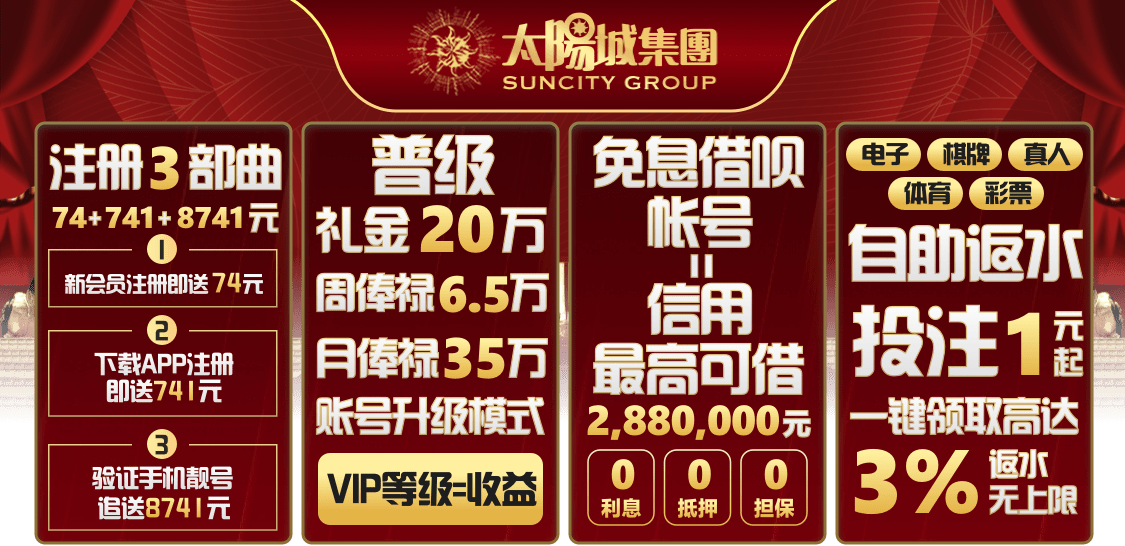 太陽城集團
SUNCITY GROUP
注册3部曲
74+741+8741元
1
新会员注册即送74元
2
下载APP注册
即送741元
3
验证手机靓号
追送8741元
普级
礼金20万
周俸禄6.5万
月俸禄35万
账号升级模式
VIP等级=收益
免息借呗
帐号
=
信用
最高可借
2,880,000元
0
利息
0
抵押
0
担保
电子 棋牌 真人
体育 彩票
自助返水
投注1元起
一键领取高达
3%返水
无上限